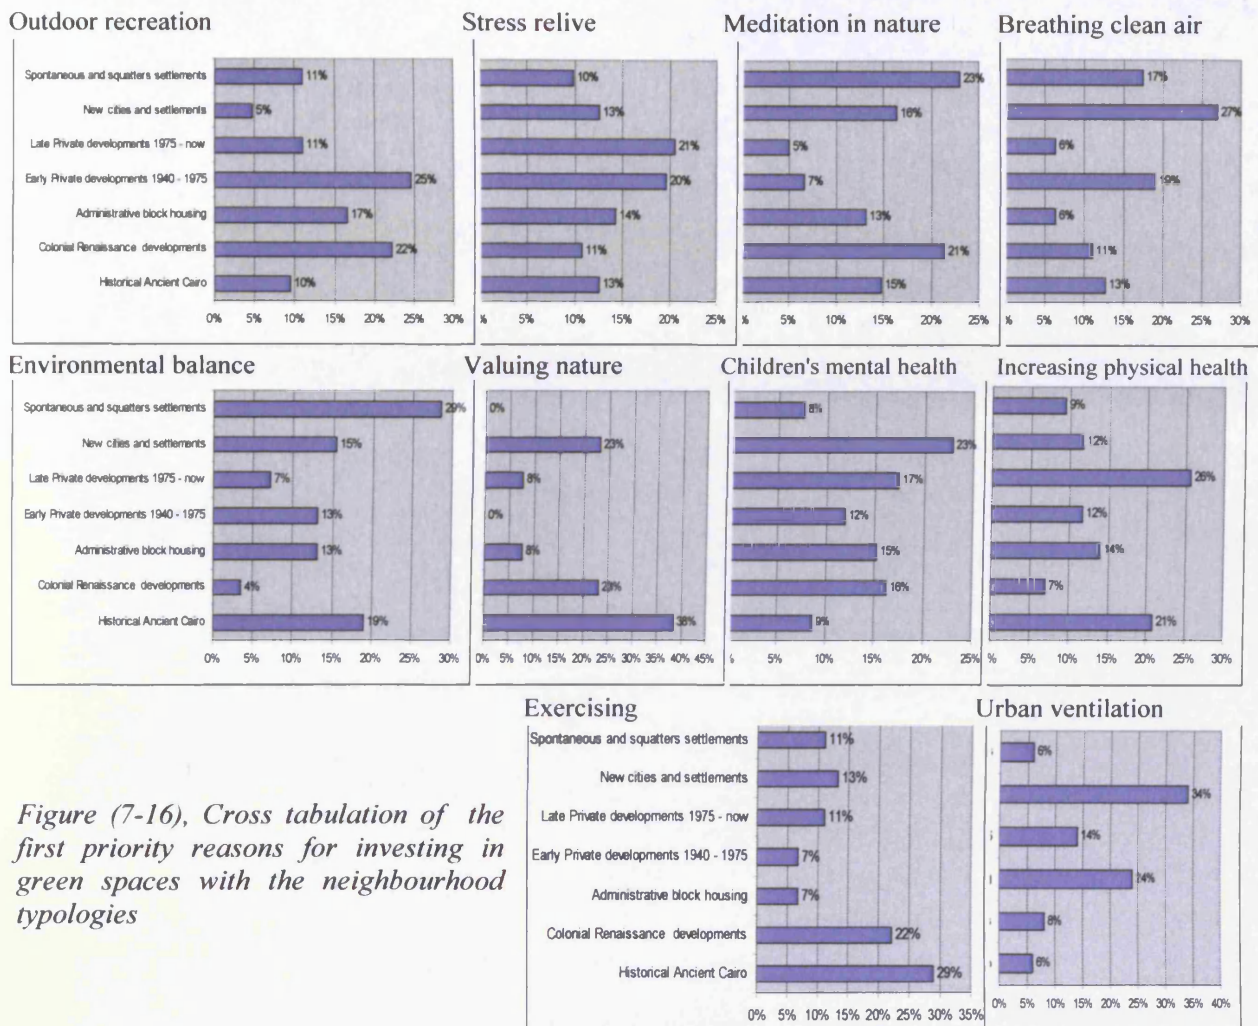 Outdoor recreation
Stress relive
Meditation in nature
Breathing clean air
Spontaneous and squatters settlements 11%
New cities and settlements 5%
Late Private developments 1975 - now 11%
Early Private developments 1940 - 1975 25%
Administrative block housing 17%
Colonial Renaissance developments 22%
Historical Ancient Cairo 10%
0% 5% 10% 15% 20% 25% 30%
10%
13%
21%
20%
14%
11%
13%
% 5% 10% 15% 20% 25%
23%
16%
5%
7%
13%
21%
15%
% 5% 10% 15% 20% 25%
17%
27%
6%
19%
6%
11%
13%
% 5% 10% 15% 20% 25% 30%
Environmental balance
Valuing nature
Children's mental health
Increasing physical health
Spontaneous and squatters settlements 29%
New cities and settlements 15%
Late Private developments 1975 - now 7%
Early Private developments 1940 - 1975 13%
Administrative block housing 13%
Colonial Renaissance developments 4%
Historical Ancient Cairo 19%
0% 5% 10% 15% 20% 25% 30%
0%
23%
8%
0%
8%
23%
38%
0% 5% 10% 15% 20% 25% 30% 35% 40% 45%
8%
23%
17%
12%
15%
16%
9%
% 5% 10% 15% 20% 25%
9%
12%
26%
12%
14%
7%
21%
0% 5% 10% 15% 20% 25% 30%
Exercising
Urban ventilation
Spontaneous and squatters settlements 11%
New cities and settlements 13%
Late Private developments 1975 - now 11%
Early Private developments 1940 - 1975 7%
Administrative block housing 7%
Colonial Renaissance developments 22%
Historical Ancient Cairo 29%
0% 5% 10% 15% 20% 25% 30% 35%
6%
34%
14%
24%
8%
6%
0% 5% 10% 15% 20% 25% 30% 35% 40%
Figure (7-16), Cross tabulation of the
first priority reasons for investing in
green spaces with the neighbourhood
typologies